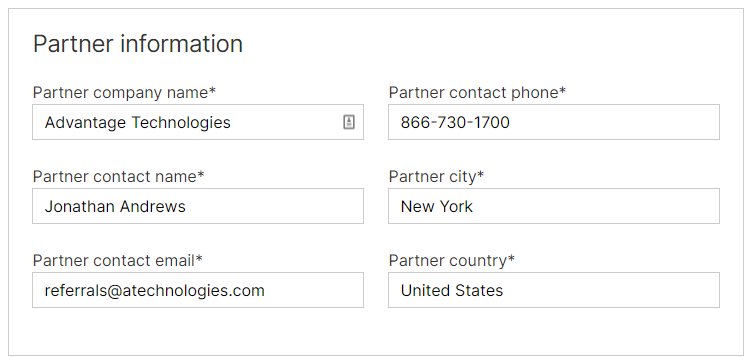 Partner information
Partner company name*
Partner contact phone*
Advantage Technologies
866-730-1700
Partner contact name*
Partner city*
Jonathan Andrews
New York
Partner contact email*
Partner country*
referrals@atechnologies.com
United States